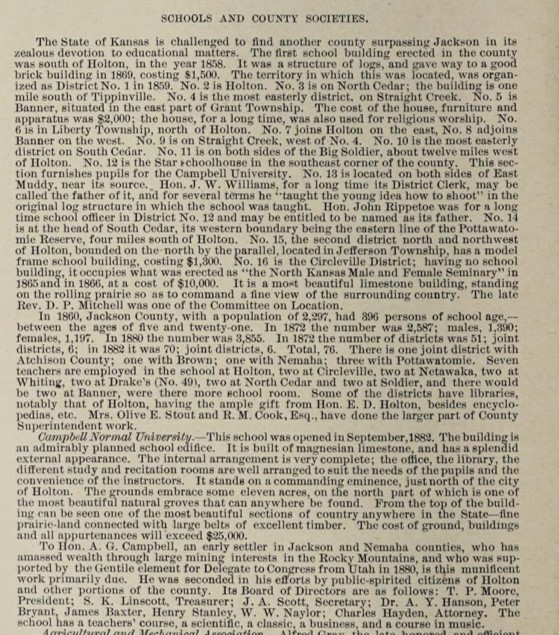 SCHOOLS AND COUNTY SOCIETIES.
The State of Kansas is challenged to find another county surpassing Jackson in its
zealous devotion to educational matters. The first school building erected in the county
was south of Holton, in the year 1858. It was a structure of logs, and gave way to a good
brick building in 1869, costing $1,500. The territory in which this was located, was organ-
ized as District No. 1 in 1859. No. 2 is Holton. No. 3 is on North Cedar; the building is one
mile south of Tippinville. No. 4 is the most easterly district, on Straight Creek. No. 5 is
Banner, situated in the east part of Grant Township. The cost of the house, furniture and
apparatus was $2,000; the house, for a long time, was also used for religious worship. No.
6 is in Liberty Township, north of Holton. No. 7 joins Holton on the east, No. 8 adjoins
Banner on the west. No. 9 is on Straight Creek, west of No. 4. No. 10 is the most easterly
district on South Cedar. No. 11 is on both sides of the Big Soldier, about twelve miles west
of Holton. No. 12 is the Star schoolhouse in the southeast corner of the county. This sec-
tion furnishes pupils for the Campbell University. No. 13 is located on both sides of East
Muddy, near its source. Hon. J. W. Williams, for a long time its District Clerk, may be
called the father of it, and for several terms he "taught the young idea how to shoot" in the
original log structure in which the school was taught. Hon. John Rippetoe was for a long
time school officer in District No. 12 and may be entitled to be named as its father. No. 14
is at the head of South Cedar, its western boundary being the eastern line of the Pottawato-
mie Reserve, four miles south of Holton. No. 15, the second district north and northwest
of Holton, bounded on the north by the parallel, located in Jefferson Township, has a model
frame school building, costing $1,300. No. 16 is the Circleville District; having no school
building, it occupies what was erected as "the North Kansas Male and Female Seminary" in
1865 and in 1866, at a cost of $10,000. It is a most beautiful limestone building, standing
on the rolling prairie so as to command a fine view of the surrounding country. The late
Rev. D. P. Mitchell was one of the Committee on Location.
In 1860, Jackson County, with a population of 2,297, had 396 persons of school age,—
between the ages of five and twenty-one. In 1872 the number was 2,587; males, 1,390;
females, 1,197. In 1880 the number was 3,855. In 1872 the number of districts was 51; joint
districts, 6; in 1882 it was 70; joint districts, 6. Total, 76. There is one joint district with
Atchison County; one with Brown; one with Nemaha; three with Pottawatomie. Seven
teachers are employed in the school at Holton, two at Circleville, two at Netawaka, two at
Whiting, two at Drake's (No. 49), two at North Cedar and two at Soldier, and there would
be two at Banner, were there more school room. Some of the districts have libraries,
notably that of Holton, having the ample gift from Hon. E. D. Holton, besides encyclo-
pedias, etc. Mrs. Olive E. Stout and R. M. Cook, Esq., have done the larger part of County
Superintendent work.
Campbell Normal University.—This school was opened in September, 1882. The building is
an admirably planned school edifice. It is built of magnesian limestone, and has a splendid
external appearance. The internal arrangement is very complete; the office, the library, the
different study and recitation rooms are well arranged to suit the needs of the pupils and the
convenience of the instructors. It stands on a commanding eminence, just north of the city
of Holton. The grounds embrace some eleven acres, on the north part of which is one of
the most beautiful natural groves that can anywhere be found. From the top of the build-
ing can be seen one of the most beautiful sections of country anywhere in the State—fine
prairie-land connected with large belts of excellent timber. The cost of ground, buildings
and all appurtenances will exceed $25,000.
To Hon. A. G. Campbell, an early settler in Jackson and Nemaha counties, who has
amassed wealth through large mining interests in the Rocky Mountains, and who was sup-
ported by the Gentile element for Delegate to Congress from Utah in 1880, is this munificent
work primarily due. He was seconded in his efforts by public-spirited citizens of Holton
and other portions of the county. Its Board of Directors are as follows: T. P. Moore,
President; S. K. Linscott, Treasurer; J. A. Scott, Secretary; Dr. A. Y. Hanson, Peter
Bryant, James Baxter, Henry Stanley, W. W. Naylor; Charles Hayden, Attorney. The
school has a teachers' course, a scientific, a classic, a business, and a course in music.
Agricultural and Mechanical Association. Alfred Gray, the late honored and efficient